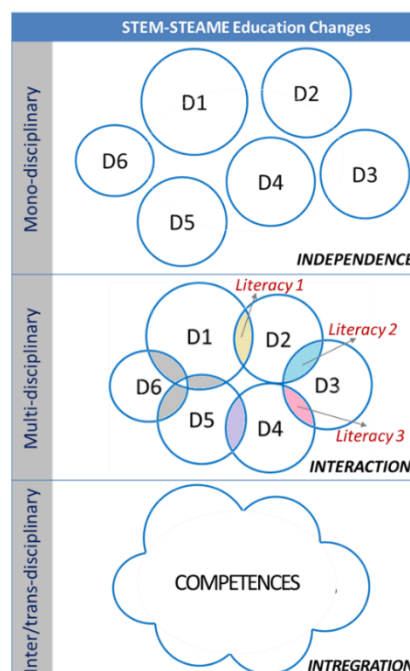 STEM-STEAME Education Changes
Mono-disciplinary
D1
D2
D6
D4
D3
D5
INDEPENDENCE
Multi-disciplinary
Literacy 1
D1
D2
Literacy 2
D6
D3
D5
D4
Literacy 3
INTERACTION
Inter/trans-disciplinary
COMPETENCES
INTREGRATION